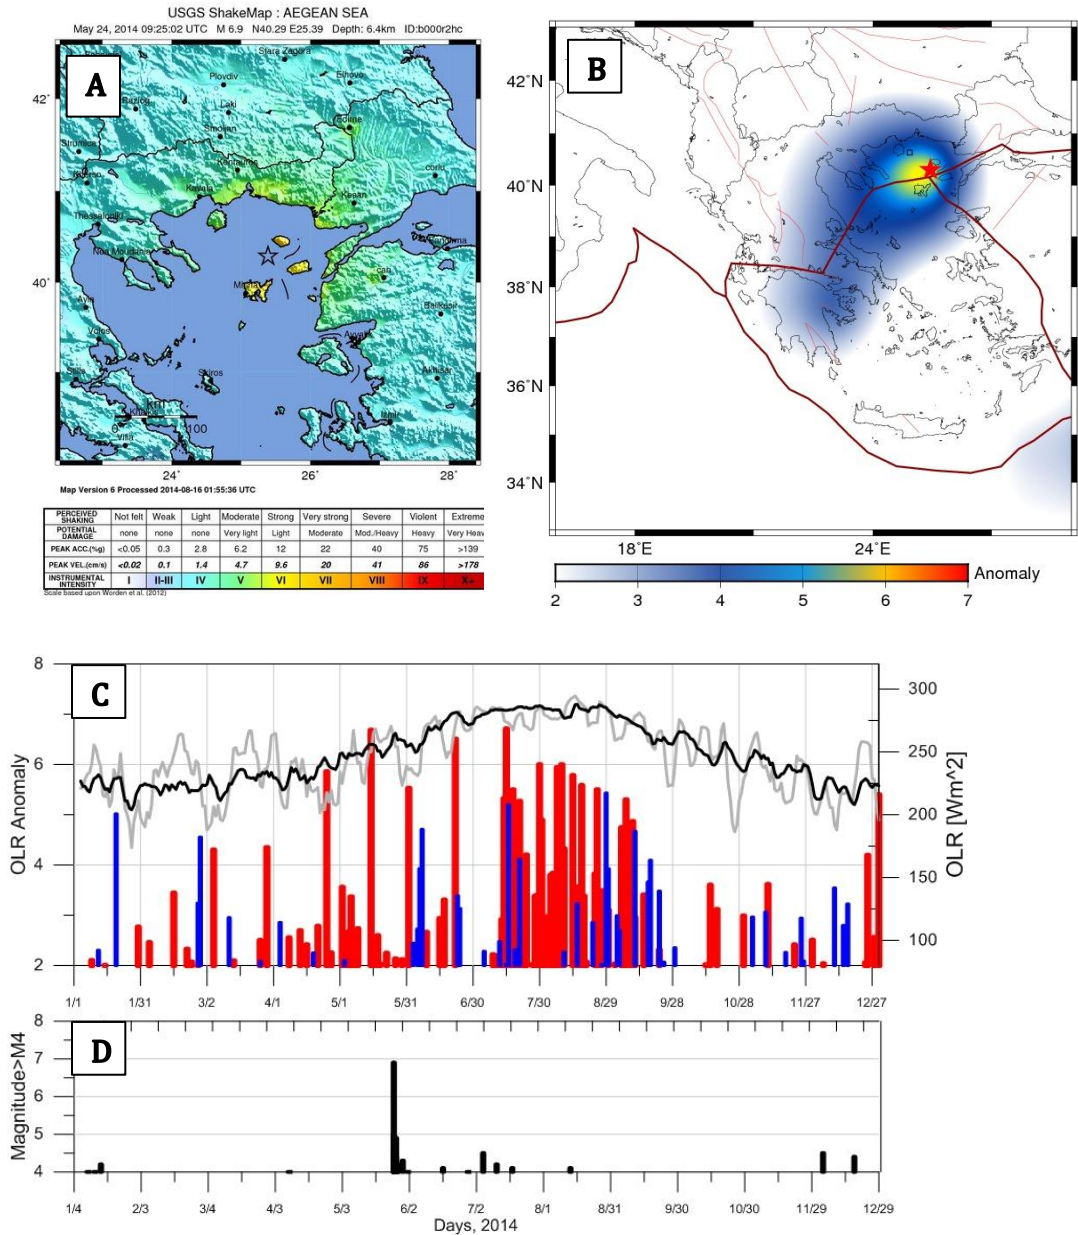 USGS ShakeMap : AEGEAN SEA
May 24, 2014 09:25:02 UTC M 6.9 N40.29 E25.39 Depth: 6.4km ID:b000r2hc
A
Stara Zagora
Plovdiv
Elhovo
Razlog
Laki
Smoljan
Edirne
Strumica
Kentaurus
corlu
Kavala
Kesan
Thessaloniki
Nea Moudhania
can
Ayia
Balikesir
Volos
Skiros
Akhisar
Izmir
km
0 100
42˚
40˚
24˚ 26˚ 28˚
Map Version 6 Processed 2014-08-16 01:55:36 UTC
PERCEIVED SHAKING Not felt Weak Light Moderate Strong Very strong Severe Violent Extreme
POTENTIAL DAMAGE none none none Very light Light Moderate Mod./Heavy Heavy Very Heav
PEAK ACC.(%g) <0.05 0.3 2.8 6.2 12 22 40 75 >139
PEAK VEL.(cm/s) <0.02 0.1 1.4 4.7 9.6 20 41 86 >178
INSTRUMENTAL INTENSITY I II-III IV V VI VII VIII IX X+
Scale based upon Worden et al. (2012)
B
42°N
40°N
38°N
36°N
34°N
18°E 24°E
Anomaly
2 3 4 5 6 7
C
OLR Anomaly
8
6
4
2
300
250
200
150
100
OLR [Wm^2]
1/1 1/31 3/2 4/1 5/1 5/31 6/30 7/30 8/29 9/28 10/28 11/27 12/27
D
Magnitude>M4
8
7
6
5
4
1/4 2/3 3/4 4/3 5/3 6/2 7/2 8/1 8/31 9/30 10/30 11/29 12/29
Days, 2014